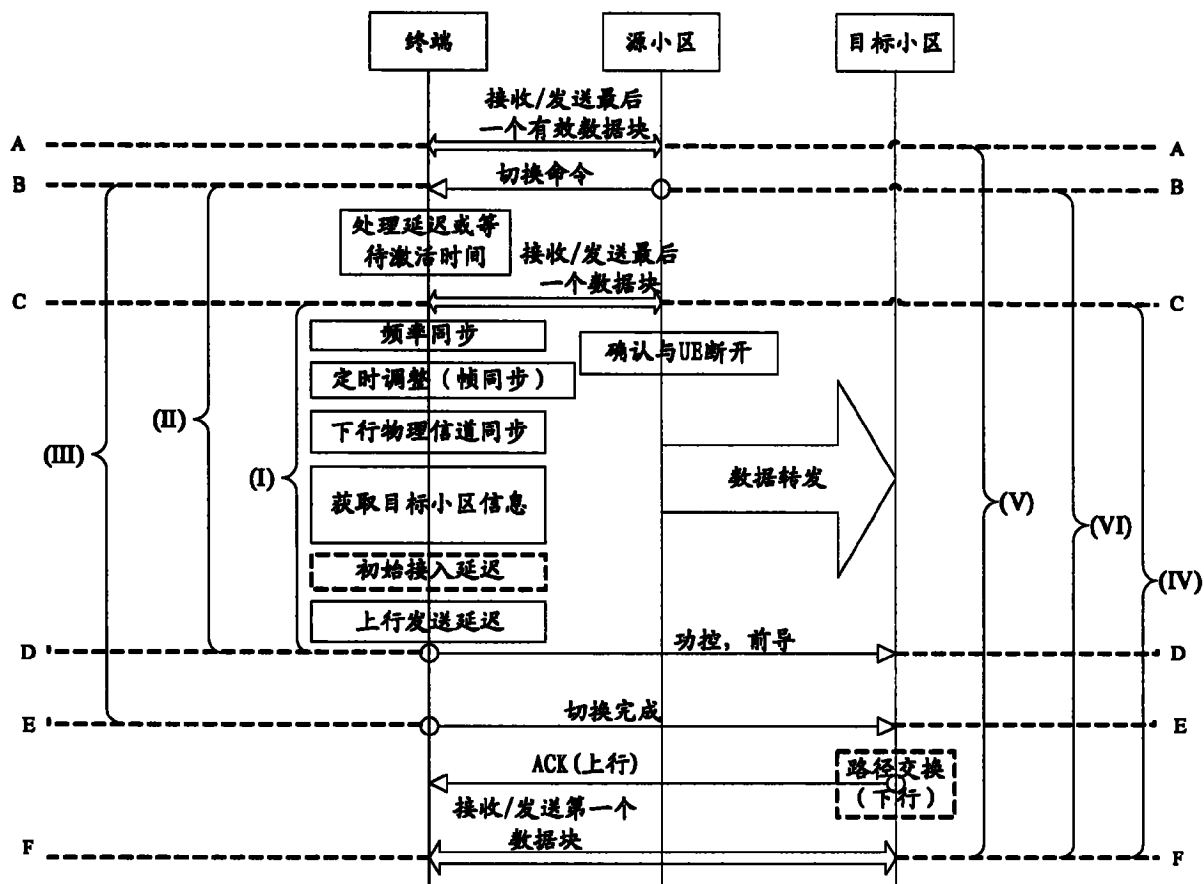 终端
源小区
目标小区
接收/发送最后
一个有效数据块
A
A
切换命令
B
B
处理延迟或等
待激活时间
接收/发送最后
一个数据块
C
C
频率同步
确认与UE断开
定时调整（帧同步）
下行物理信道同步
(II)
(III)
(I)
数据转发
获取目标小区信息
(V)
(VI)
(IV)
初始接入延迟
上行发送延迟
功控，前导
D
D
切换完成
E
E
ACK(上行)
路径交换
（下行）
接收/发送第一个
数据块
F
F